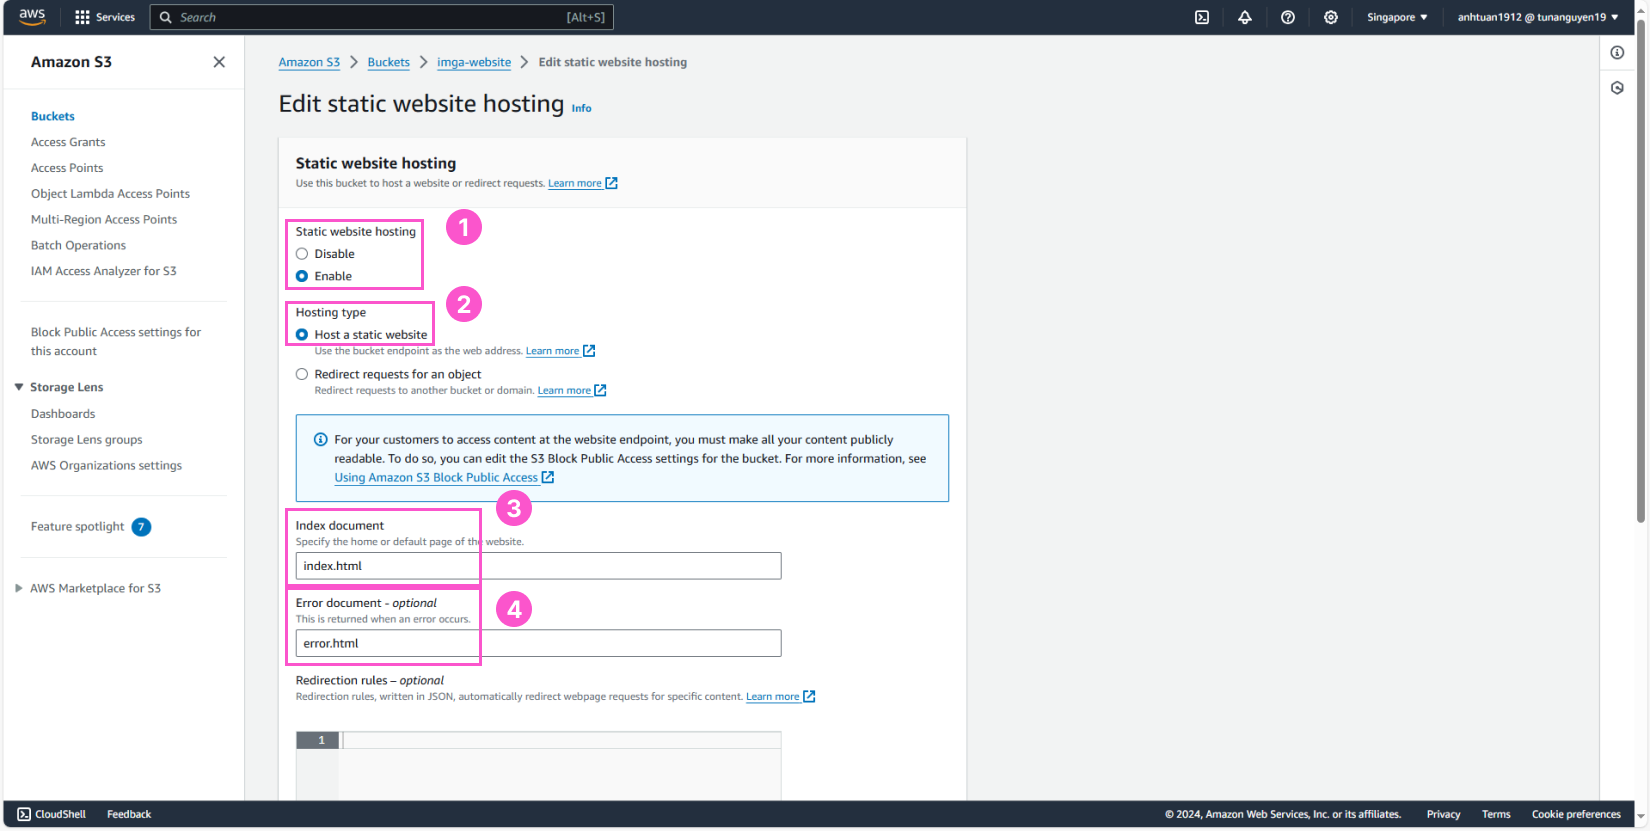 aws Services Search [Alt+S] Singapore ▼ anhtuan1912 @ tunanguyen19 ▼
Amazon S3
Buckets
Access Grants
Access Points
Object Lambda Access Points
Multi-Region Access Points
Batch Operations
IAM Access Analyzer for S3
Block Public Access settings for
this account
Storage Lens
Dashboards
Storage Lens groups
AWS Organizations settings
Feature spotlight 7
AWS Marketplace for S3
Amazon S3 > Buckets > imga-website > Edit static website hosting
Edit static website hosting Info
Static website hosting
Use this bucket to host a website or redirect requests. Learn more
1
Static website hosting
Disable
Enable
2
Hosting type
Host a static website
Use the bucket endpoint as the web address. Learn more
Redirect requests for an object
Redirect requests to another bucket or domain. Learn more
For your customers to access content at the website endpoint, you must make all your content publicly
readable. To do so, you can edit the S3 Block Public Access settings for the bucket. For more information, see
Using Amazon S3 Block Public Access
3
Index document
Specify the home or default page of the website.
index.html
4
Error document - optional
This is returned when an error occurs.
error.html
Redirection rules – optional
Redirection rules, written in JSON, automatically redirect webpage requests for specific content. Learn more
1
CloudShell Feedback © 2024, Amazon Web Services, Inc. or its affiliates. Privacy Terms Cookie preferences